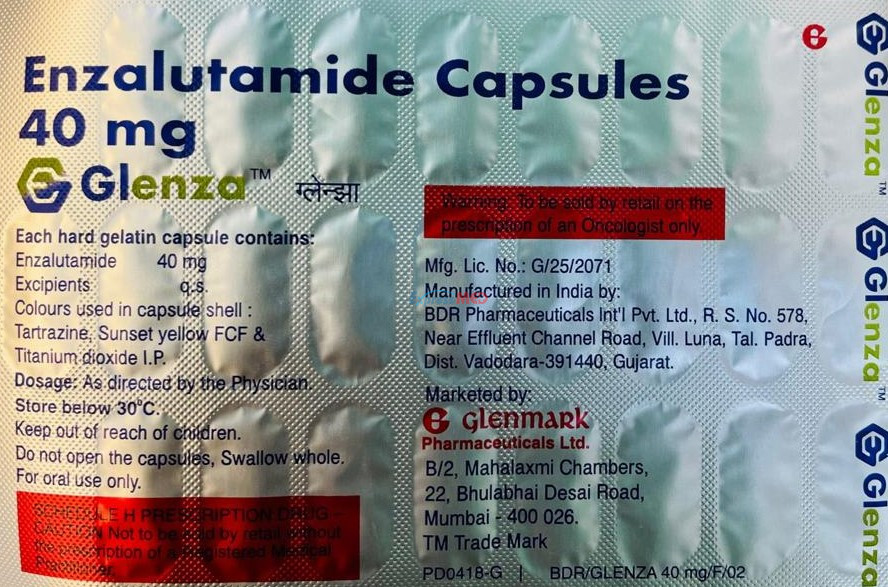 Enzalutamide Capsules
40 mg
Glenza™ ग्लेन्झा
Each hard gelatin capsule contains:
Enzalutamide 40 mg
Excipients q.s.
Colours used in capsule shell :
Tartrazine, Sunset yellow FCF &
Titanium dioxide I.P.
Dosage: As directed by the Physician.
Store below 30°C.
Keep out of reach of children.
Do not open the capsules, Swallow whole.
For oral use only.
SCHEDULE H PRESCRIPTION DRUG -
CAUTION Not to be sold by retail without
the prescription of a Registered Medical
Practitioner.
Warning: To be sold by retail on the
prescription of an Oncologist only.
Mfg. Lic. No.: G/25/2071
Manufactured in India by:
BDR Pharmaceuticals Int'l Pvt. Ltd., R. S. No. 578,
Near Effluent Channel Road, Vill. Luna, Tal. Padra,
Dist. Vadodara-391440, Gujarat.
Marketed by:
glenmark
Pharmaceuticals Ltd.
B/2, Mahalaxmi Chambers,
22, Bhulabhai Desai Road,
Mumbai - 400 026.
TM Trade Mark
PD0418-G | BDR/GLENZA 40 mg/F/02
Glenza™
Glenza™
Glenza